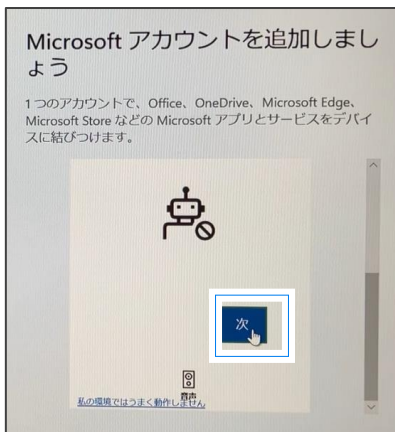 Microsoft アカウントを追加しまし
ょう
1 つのアカウントで、Office、OneDrive、Microsoft Edge、
Microsoft Store などの Microsoft アプリとサービスをデバイ
スに結びつけます。
次
音声
私の環境ではうまく動作しません